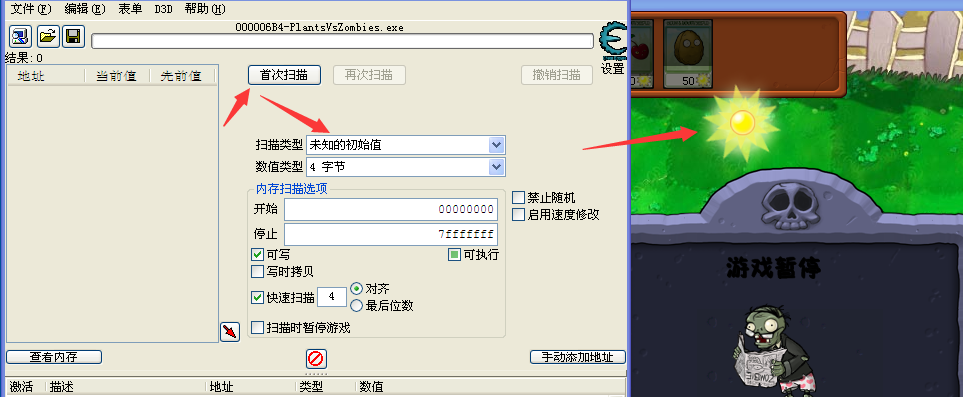 文件(F) 编辑(E) 表单 D3D 帮助(H)
000006B4-PlantsVsZombies.exe
结果: 0
设置
地址 当前值 先前值
首次扫描 再次扫描 撤销扫描
50
扫描类型 未知的初始值
数值类型 4 字节
内存扫描选项
开始 00000000
停止 7fffffff
可写 可执行
写时拷贝
快速扫描 4 对齐
最后位数
扫描时暂停游戏
禁止随机
启用速度修改
查看内存 手动添加地址
激活 描述 地址 类型 数值
游戏暂停
ZOMBIE